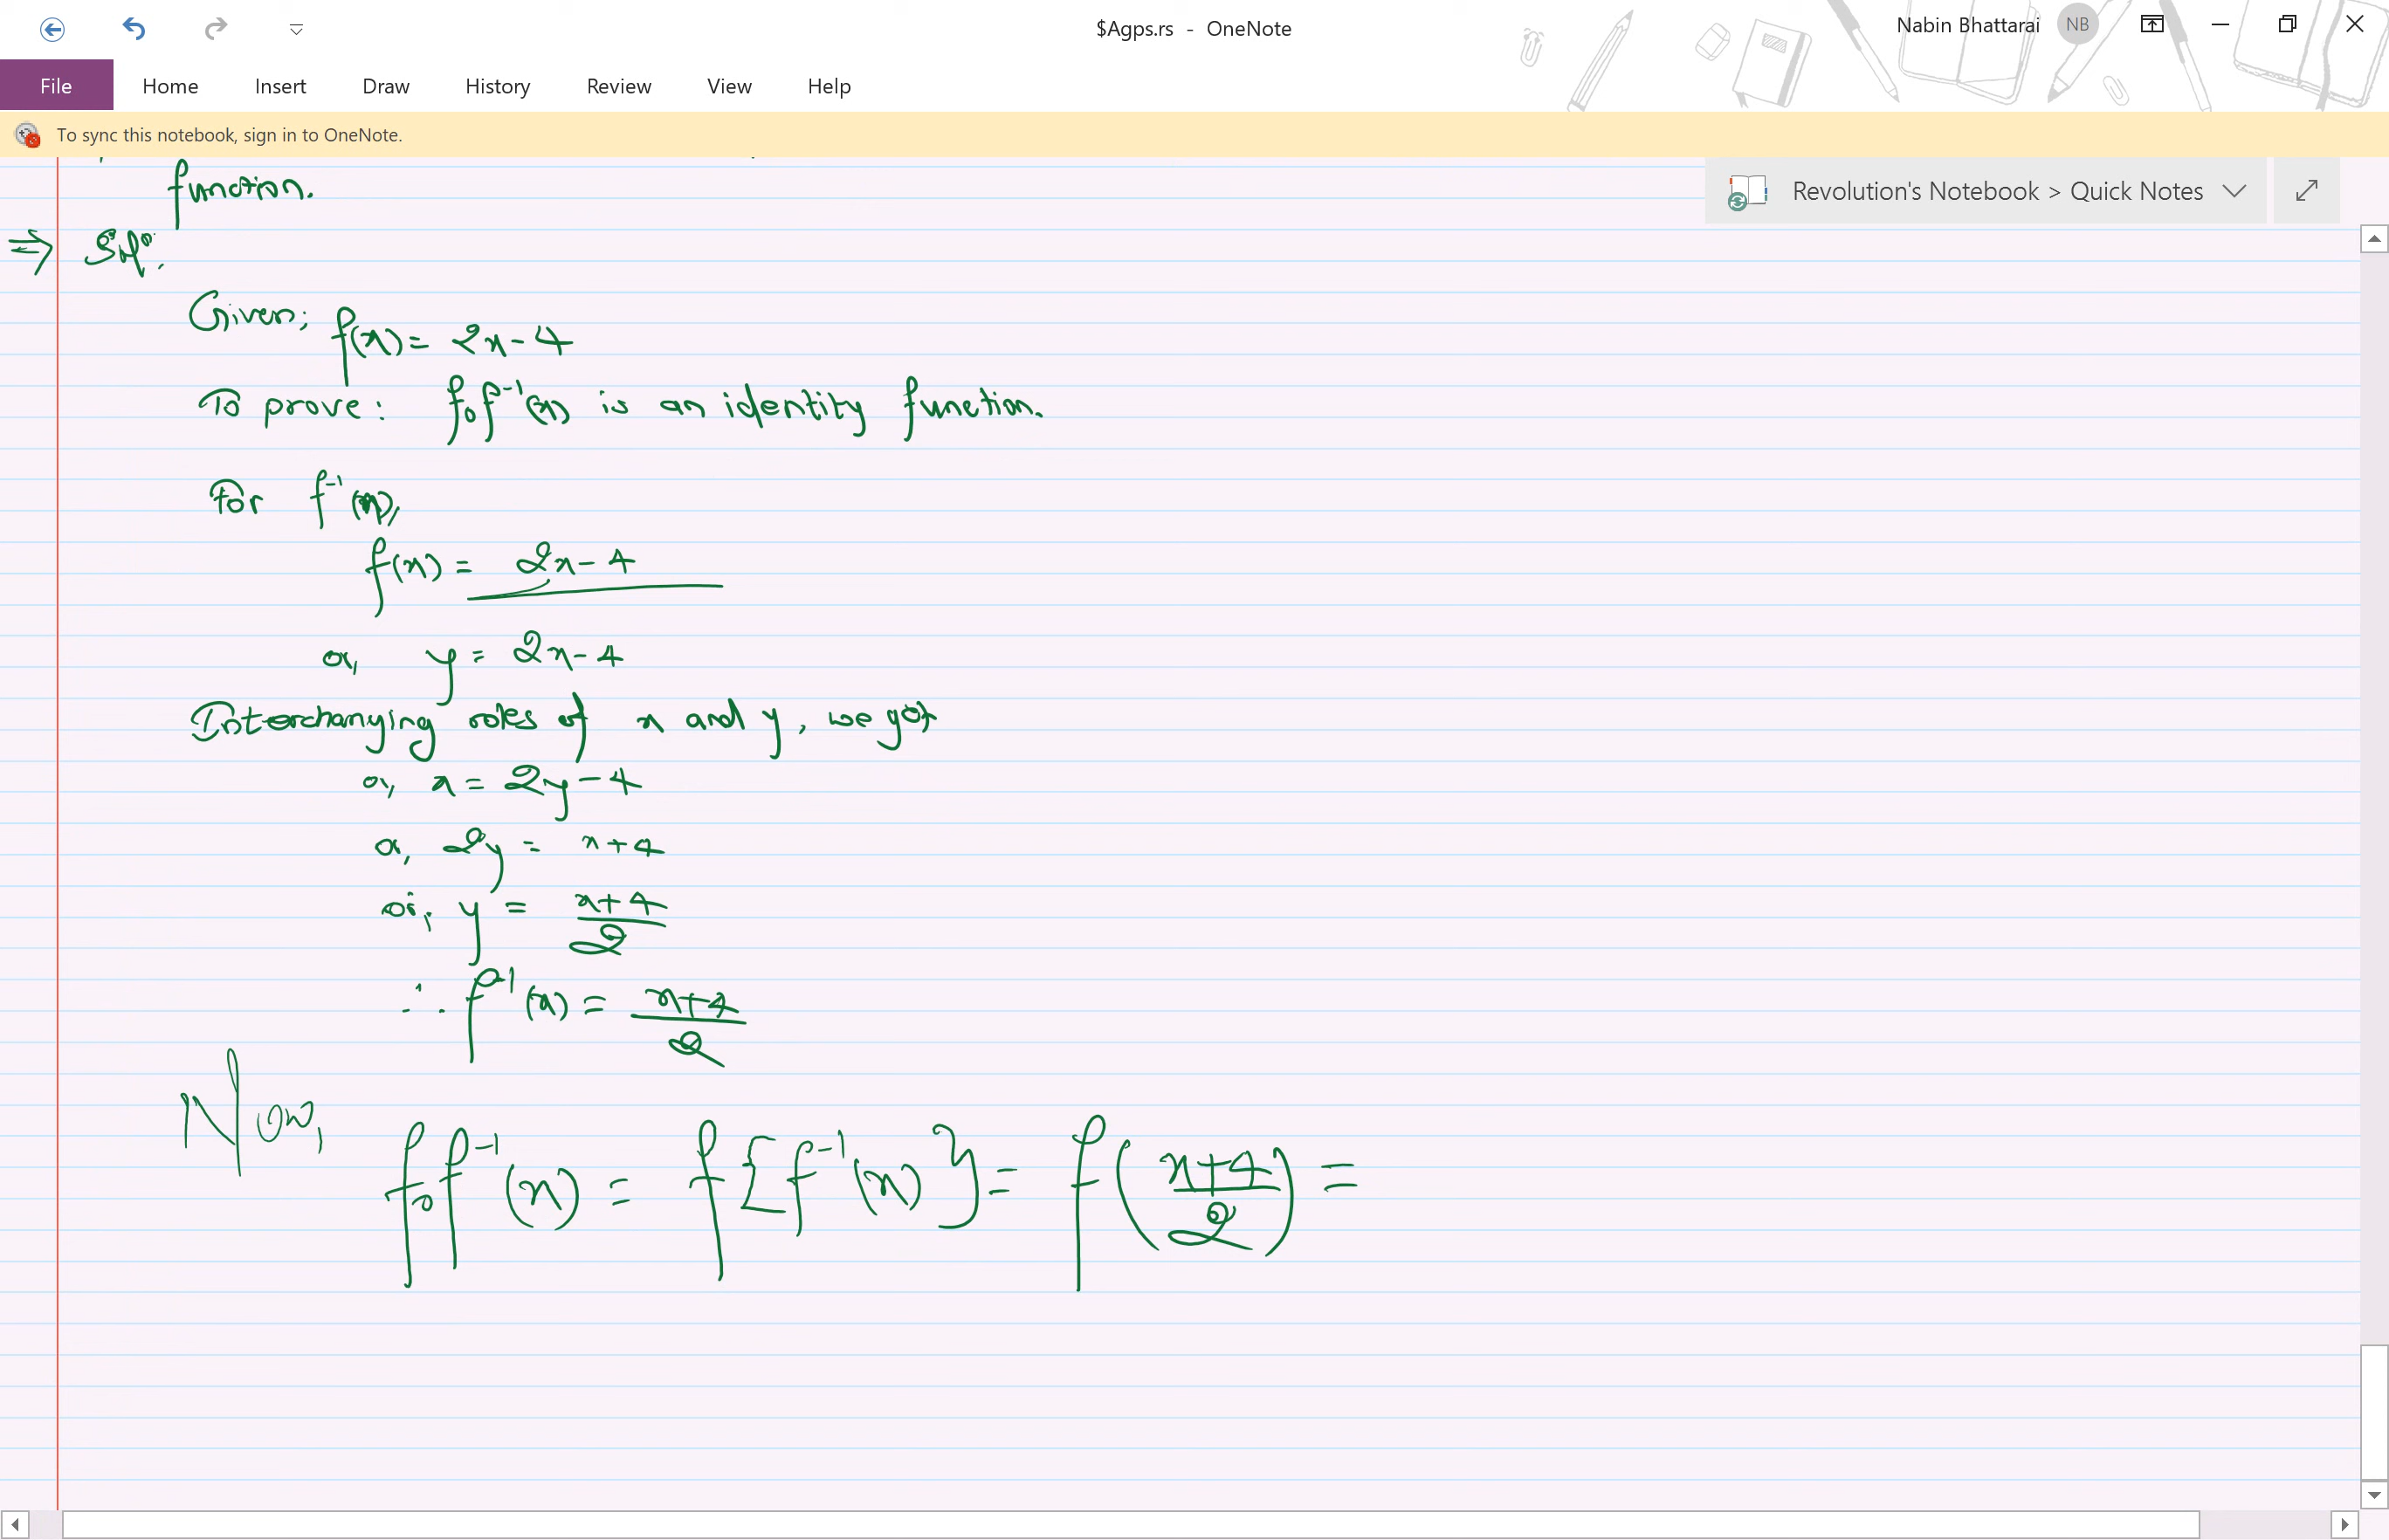 $Agps.rs - OneNote
Nabin Bhattarai NB
File Home Insert Draw History Review View Help
To sync this notebook, sign in to OneNote.
Revolution's Notebook > Quick Notes
function.
⇒ Solⁿ.
Given; f(x) = 2x - 4
To prove: fof⁻¹(x) is an identity function.
For f⁻¹(x),
f(x) = 2x - 4
or, y = 2x - 4
Interchanging roles of x and y, we get
or, x = 2y - 4
or, 2y = x + 4
or, y = (x+4)/2
∴ f⁻¹(x) = (x+4)/2
Now,
fof⁻¹(x) = f{f⁻¹(x)} = f((x+4)/2) =